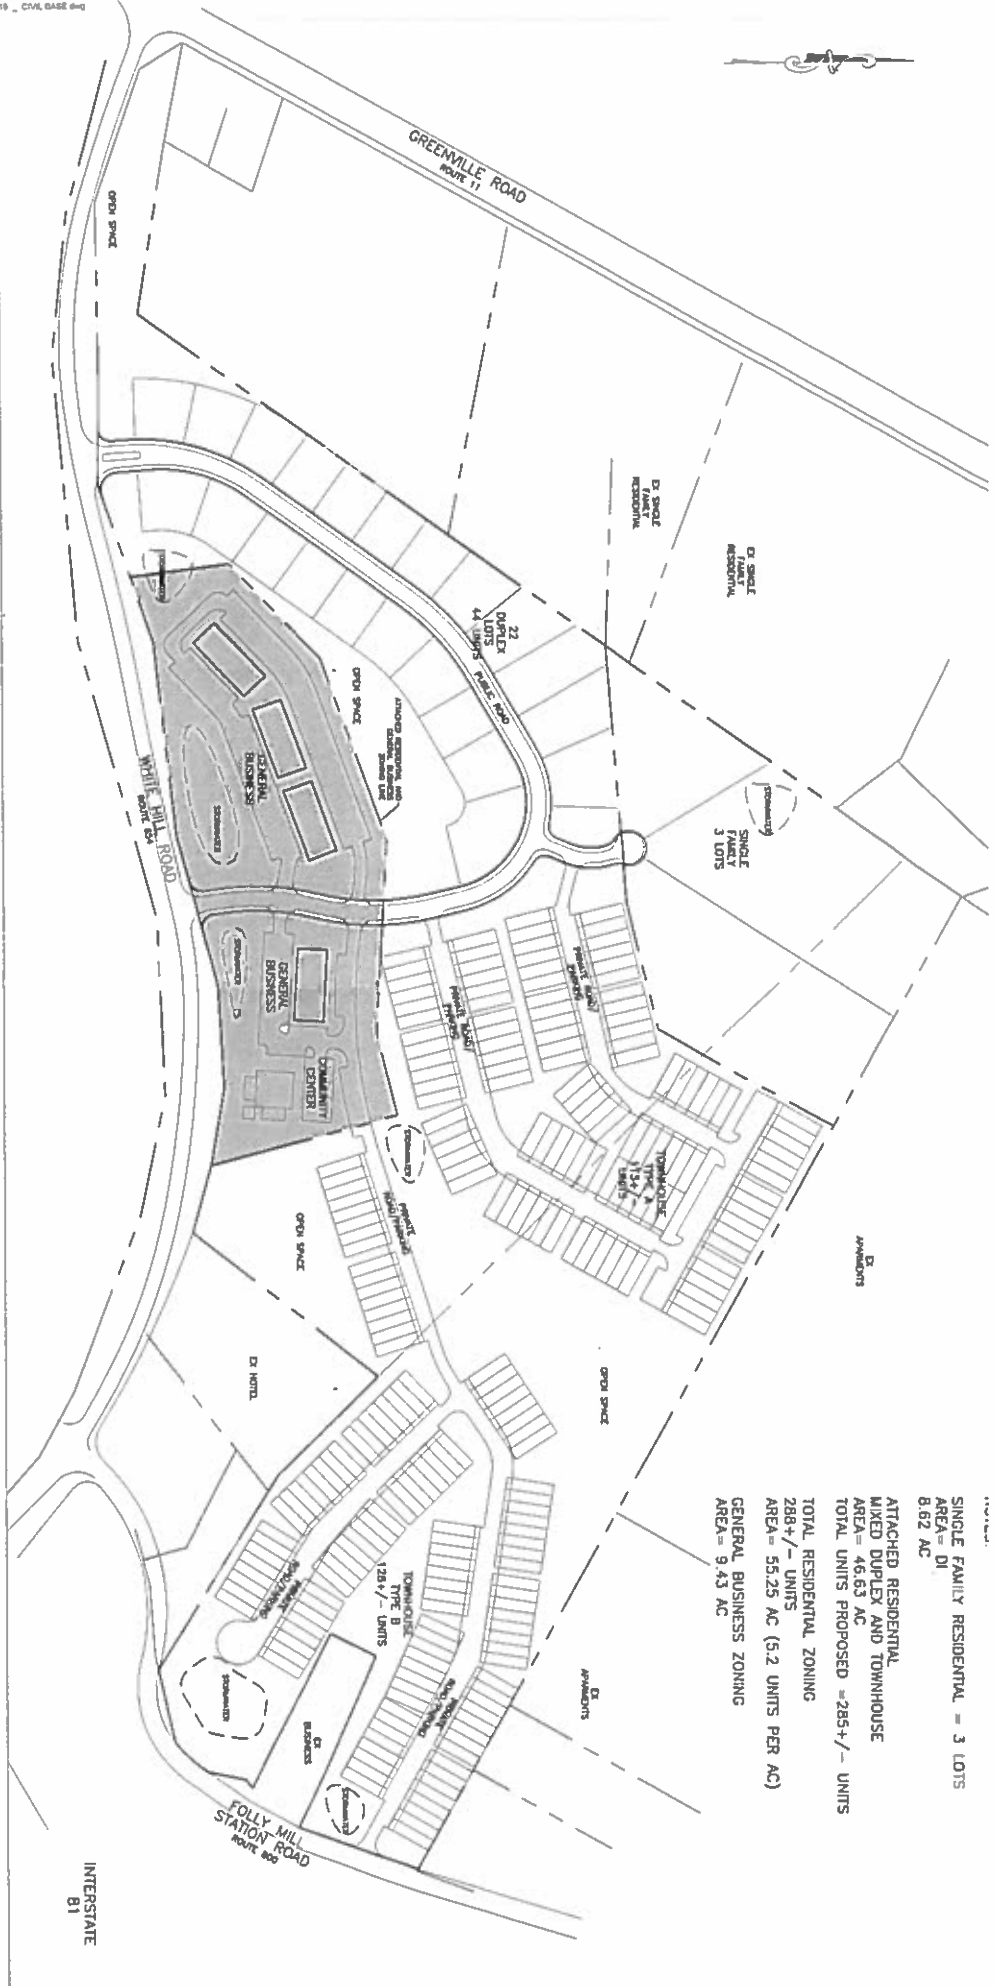 GREENVILLE ROAD
ROUTE 11
OPEN SPACE
EX SINGLE
FAMILY
RESIDENTIAL
EX SINGLE
FAMILY
RESIDENTIAL
22
DUPLEX
LOTS
44 UNITS
PUBLIC ROAD
STORMWATER
OPEN SPACE
ATTACHED RESIDENTIAL AND
GENERAL BUSINESS
ZONING LINE
GENERAL
BUSINESS
STORMWATER
WHITE HILL ROAD
ROUTE 654
STORMWATER
SINGLE
FAMILY
3 LOTS
STORMWATER
GENERAL
BUSINESS
COMMUNITY
CENTER
PRIVATE ROAD/
PARKING
PRIVATE ROAD/
PARKING
STORMWATER
TOWNHOUSE
TYPE A
UNITS
PRIVATE
ROAD/PARKING
OPEN SPACE
EX
APARMENTS
EX HOTEL
OPEN SPACE
PRIVATE
ROAD/PARKING
TOWNHOUSE
TYPE B
128+/- UNITS
PRIVATE
ROAD/PARKING
STORMWATER
EX
BUSINESS
STORMWATER
EX
APARMENTS
FOLLY MILL
STATION ROAD
ROUTE 800
INTERSTATE
81
NOTES:
SINGLE FAMILY RESIDENTIAL = 3 LOTS
AREA= DI
8.62 AC
ATTACHED RESIDENTIAL
MIXED DUPLEX AND TOWNHOUSE
AREA= 46.63 AC
TOTAL UNITS PROPOSED =285+/- UNITS
TOTAL RESIDENTIAL ZONING
288+/- UNITS
AREA= 55.25 AC (5.2 UNITS PER AC)
GENERAL BUSINESS ZONING
AREA= 9.43 AC